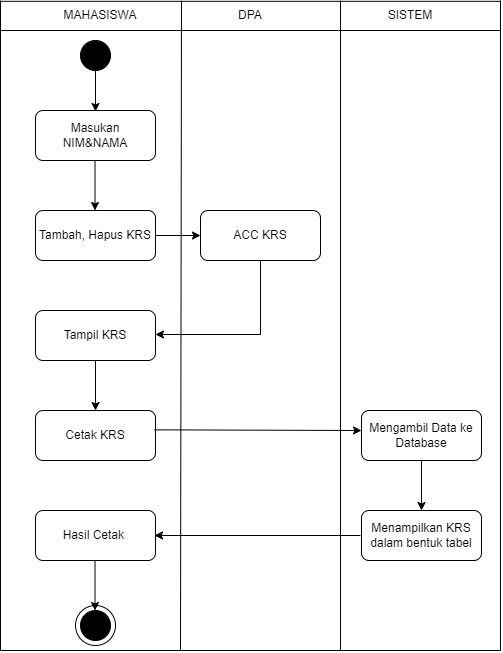 MAHASISWA
DPA
SISTEM
Masukan
NIM&NAMA
Tambah, Hapus KRS
ACC KRS
Tampil KRS
Cetak KRS
Mengambil Data ke
Database
Hasil Cetak
Menampilkan KRS
dalam bentuk tabel